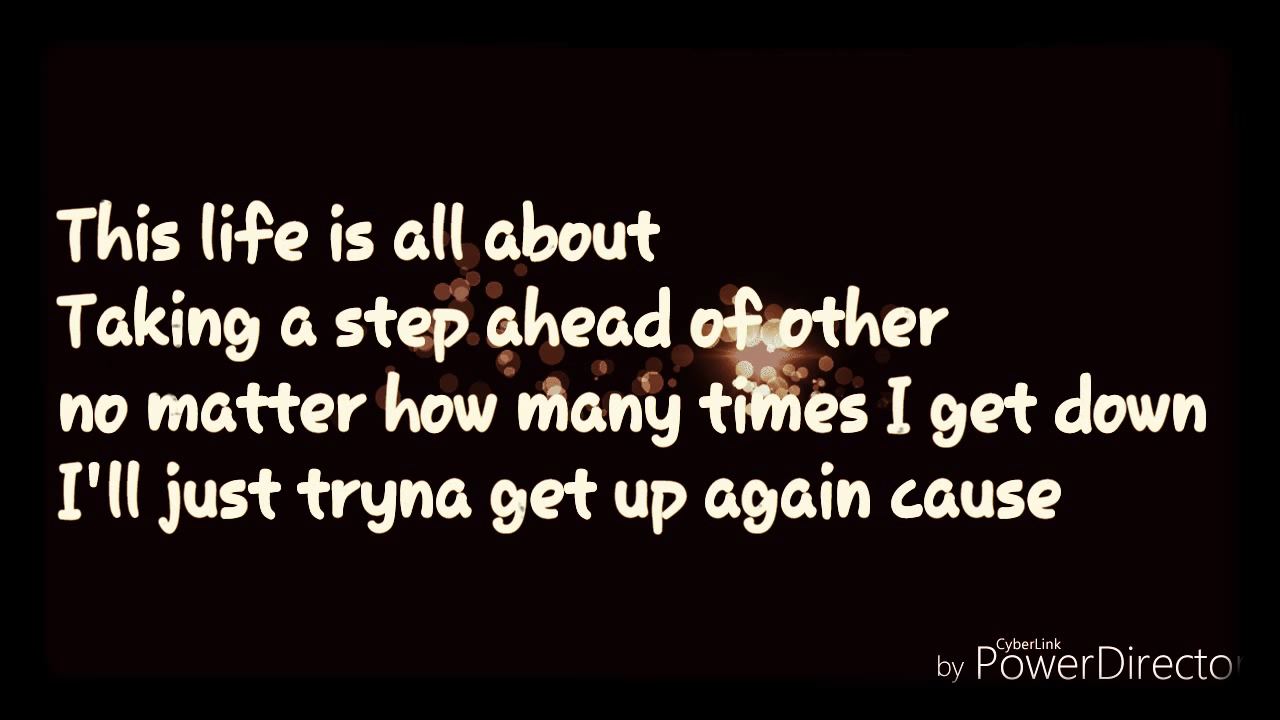 This life is all about
Taking a step ahead of other
no matter how many times I get down
I'll just tryna get up again cause
CyberLink
by PowerDirector